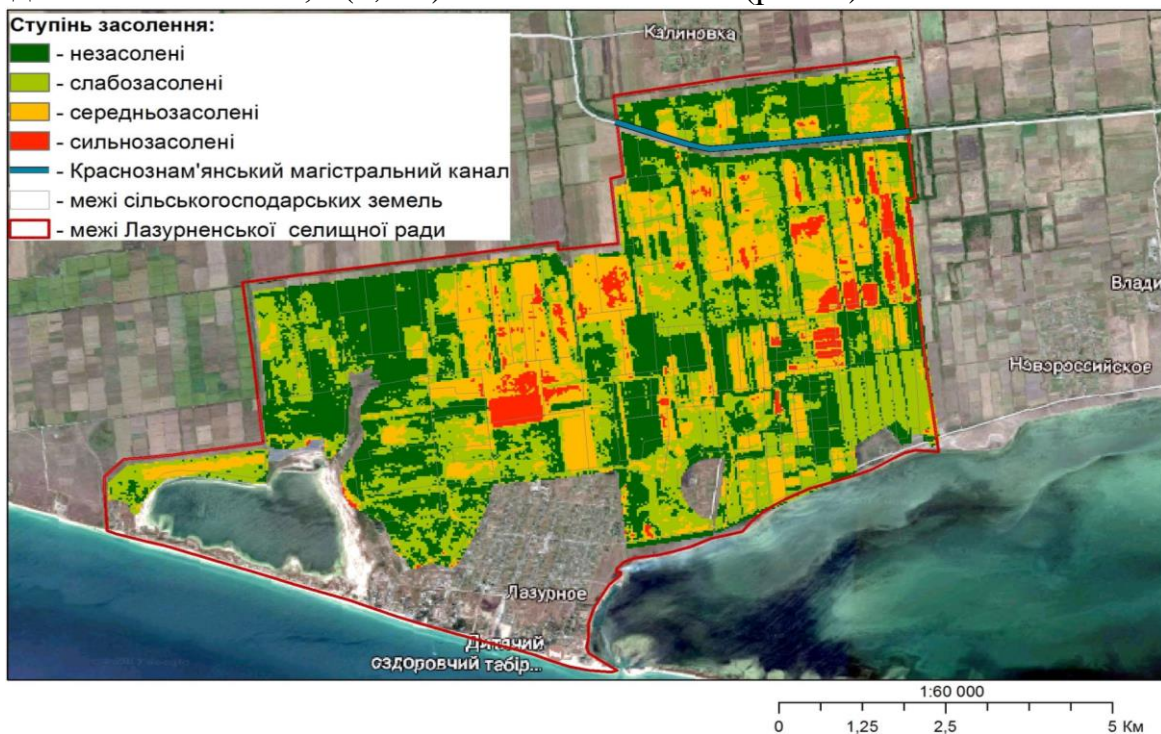 Ступінь засолення:
- незасолені
- слабозасолені
- середньозасолені
- сильнозасолені
- Краснознам'янський магістральний канал
- межі сільськогосподарських земель
- межі Лазурненської селищної ради
Калиновка
Влади
Новороссийское
Лазурное
Дитячий
оздоровчий табір...
1:60 000
0 1,25 2,5 5 Км